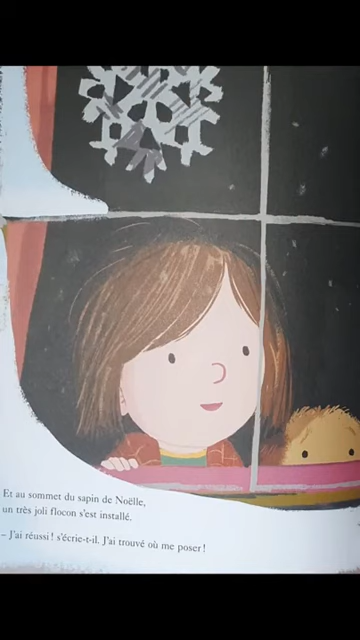 Et au sommet du sapin de Noëlle,
un très joli flocon s'est installé.
– J'ai réussi ! s'écrie-t-il. J'ai trouvé où me poser !